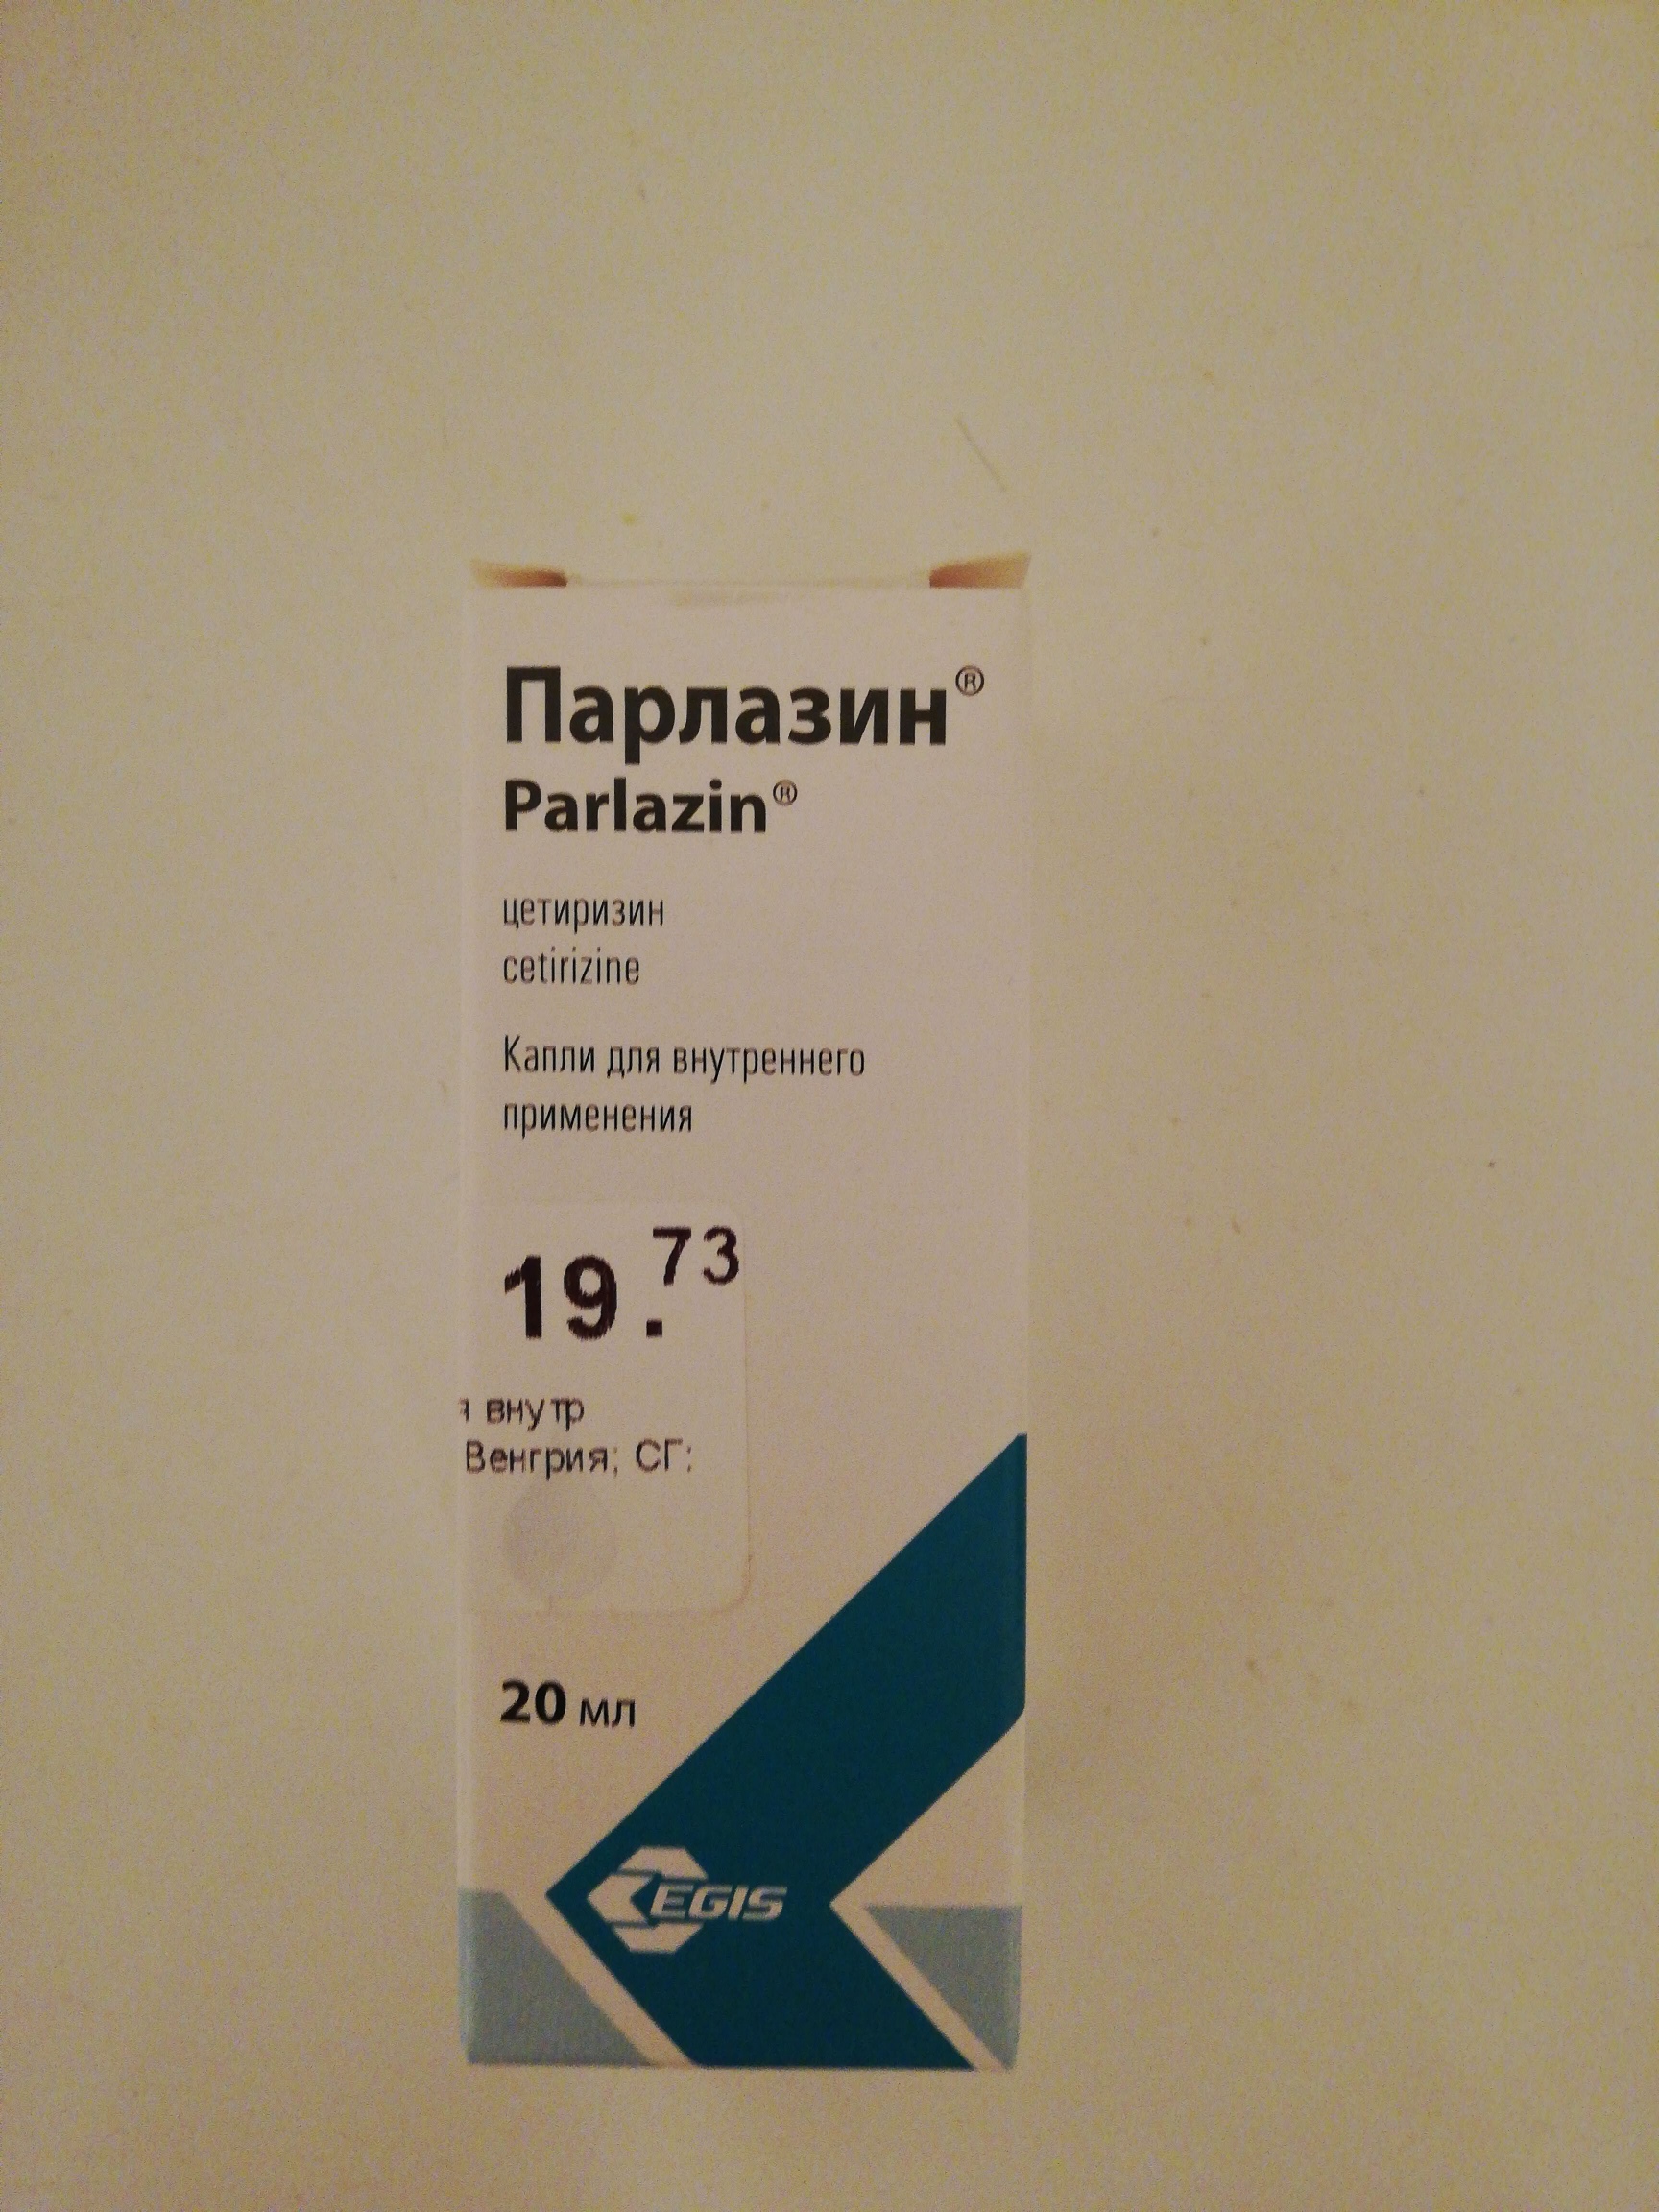 Парлазин®
Parlazin®
цетиризин
cetirizine
Капли для внутреннего
применения
19.73
я внутр
Венгрия; СГ:
20 мл
EGIS